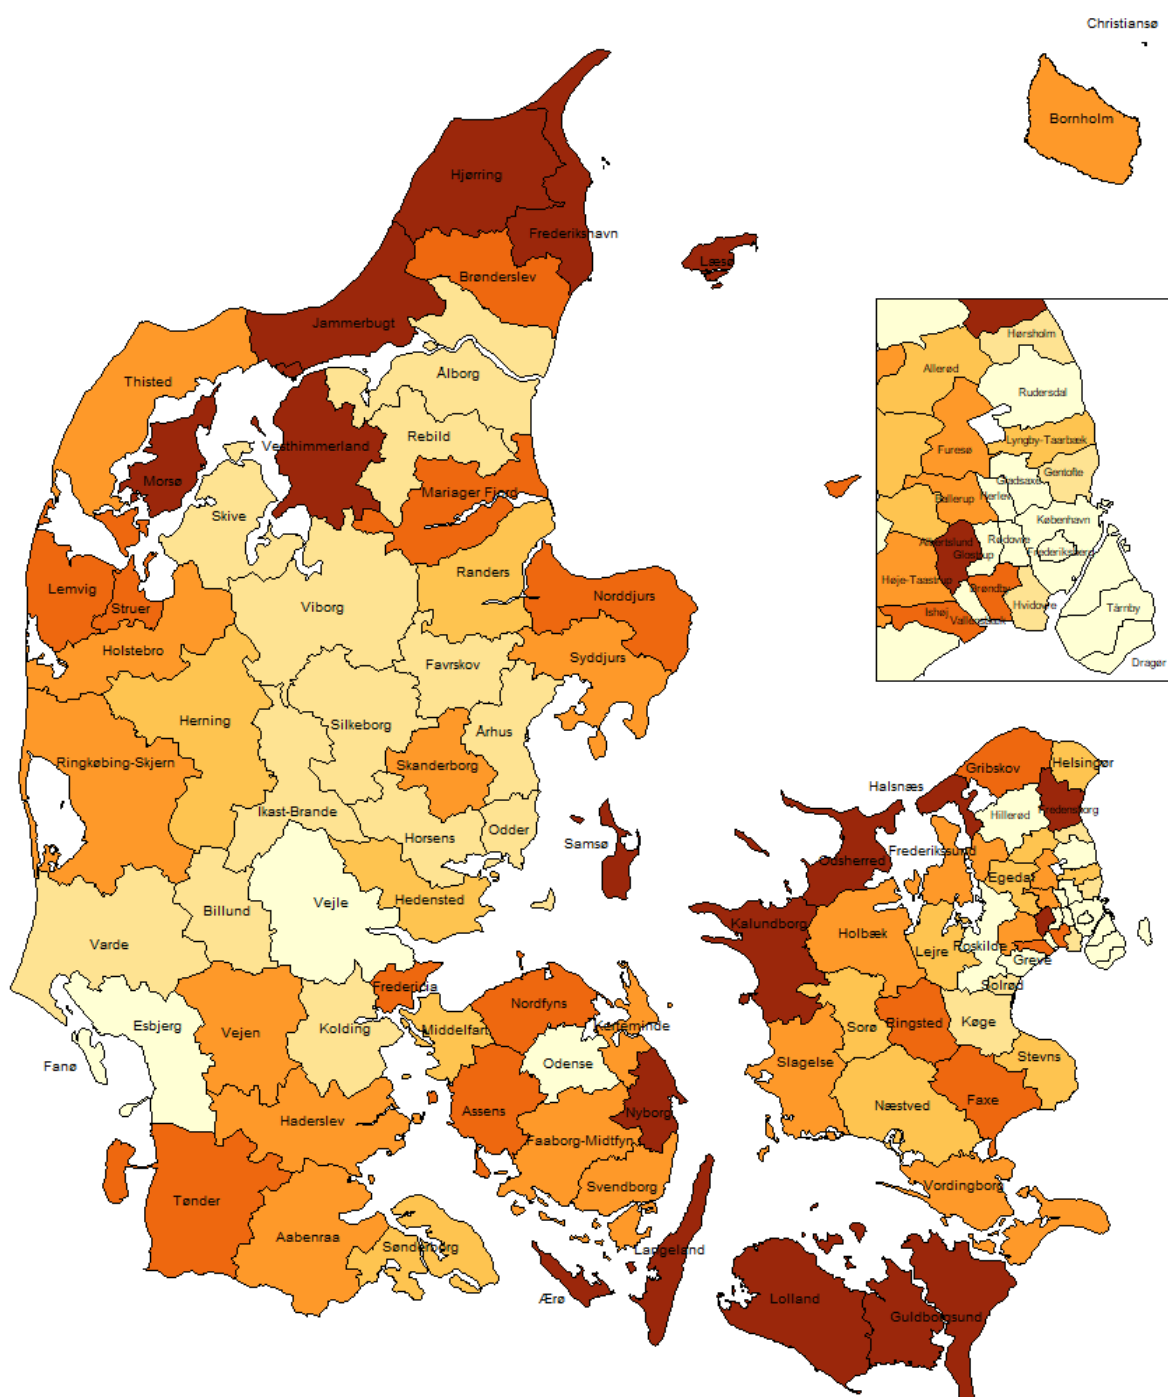 Christiansø
Bornholm
Hjørring
Frederikshavn
Læsø
Brønderslev
Jammerbugt
Hørsholm
Allerød
Thisted
Ålborg
Rudersdal
Rebild
Vesthimmerland
Lyngby-Taarbæk
Furesø
Gentofte
Morsø
Mariager Fjord
Gladsaxe
Ballerup
Herlev
Skive
København
Albertslund
Rødovre
Glostrup
Frederiksberg
Randers
Høje-Taastrup
Lemvig
Struer
Norddjurs
Brøndby
Viborg
Hvidovre
Tårnby
Ishøj
Vallensbæk
Holstebro
Favrskov
Syddjurs
Dragør
Herning
Silkeborg
Århus
Ringkøbing-Skjern
Skanderborg
Gribskov
Helsingør
Halsnæs
Ikast-Brande
Fredensborg
Hillerød
Horsens
Odder
Samsø
Frederikssund
Odsherred
Egedal
Vejle
Hedensted
Billund
Kalundborg
Holbæk
Varde
Lejre
Roskilde
Greve
Fredericia
Solrød
Nordfyns
Esbjerg
Vejen
Kolding
Middelfart
Kerteminde
Sorø
Ringsted
Køge
Stevns
Fanø
Odense
Slagelse
Næstved
Faxe
Haderslev
Assens
Nyborg
Faaborg-Midtfyn
Svendborg
Vordingborg
Tønder
Aabenraa
Sønderborg
Langeland
Ærø
Lolland
Guldborgsund